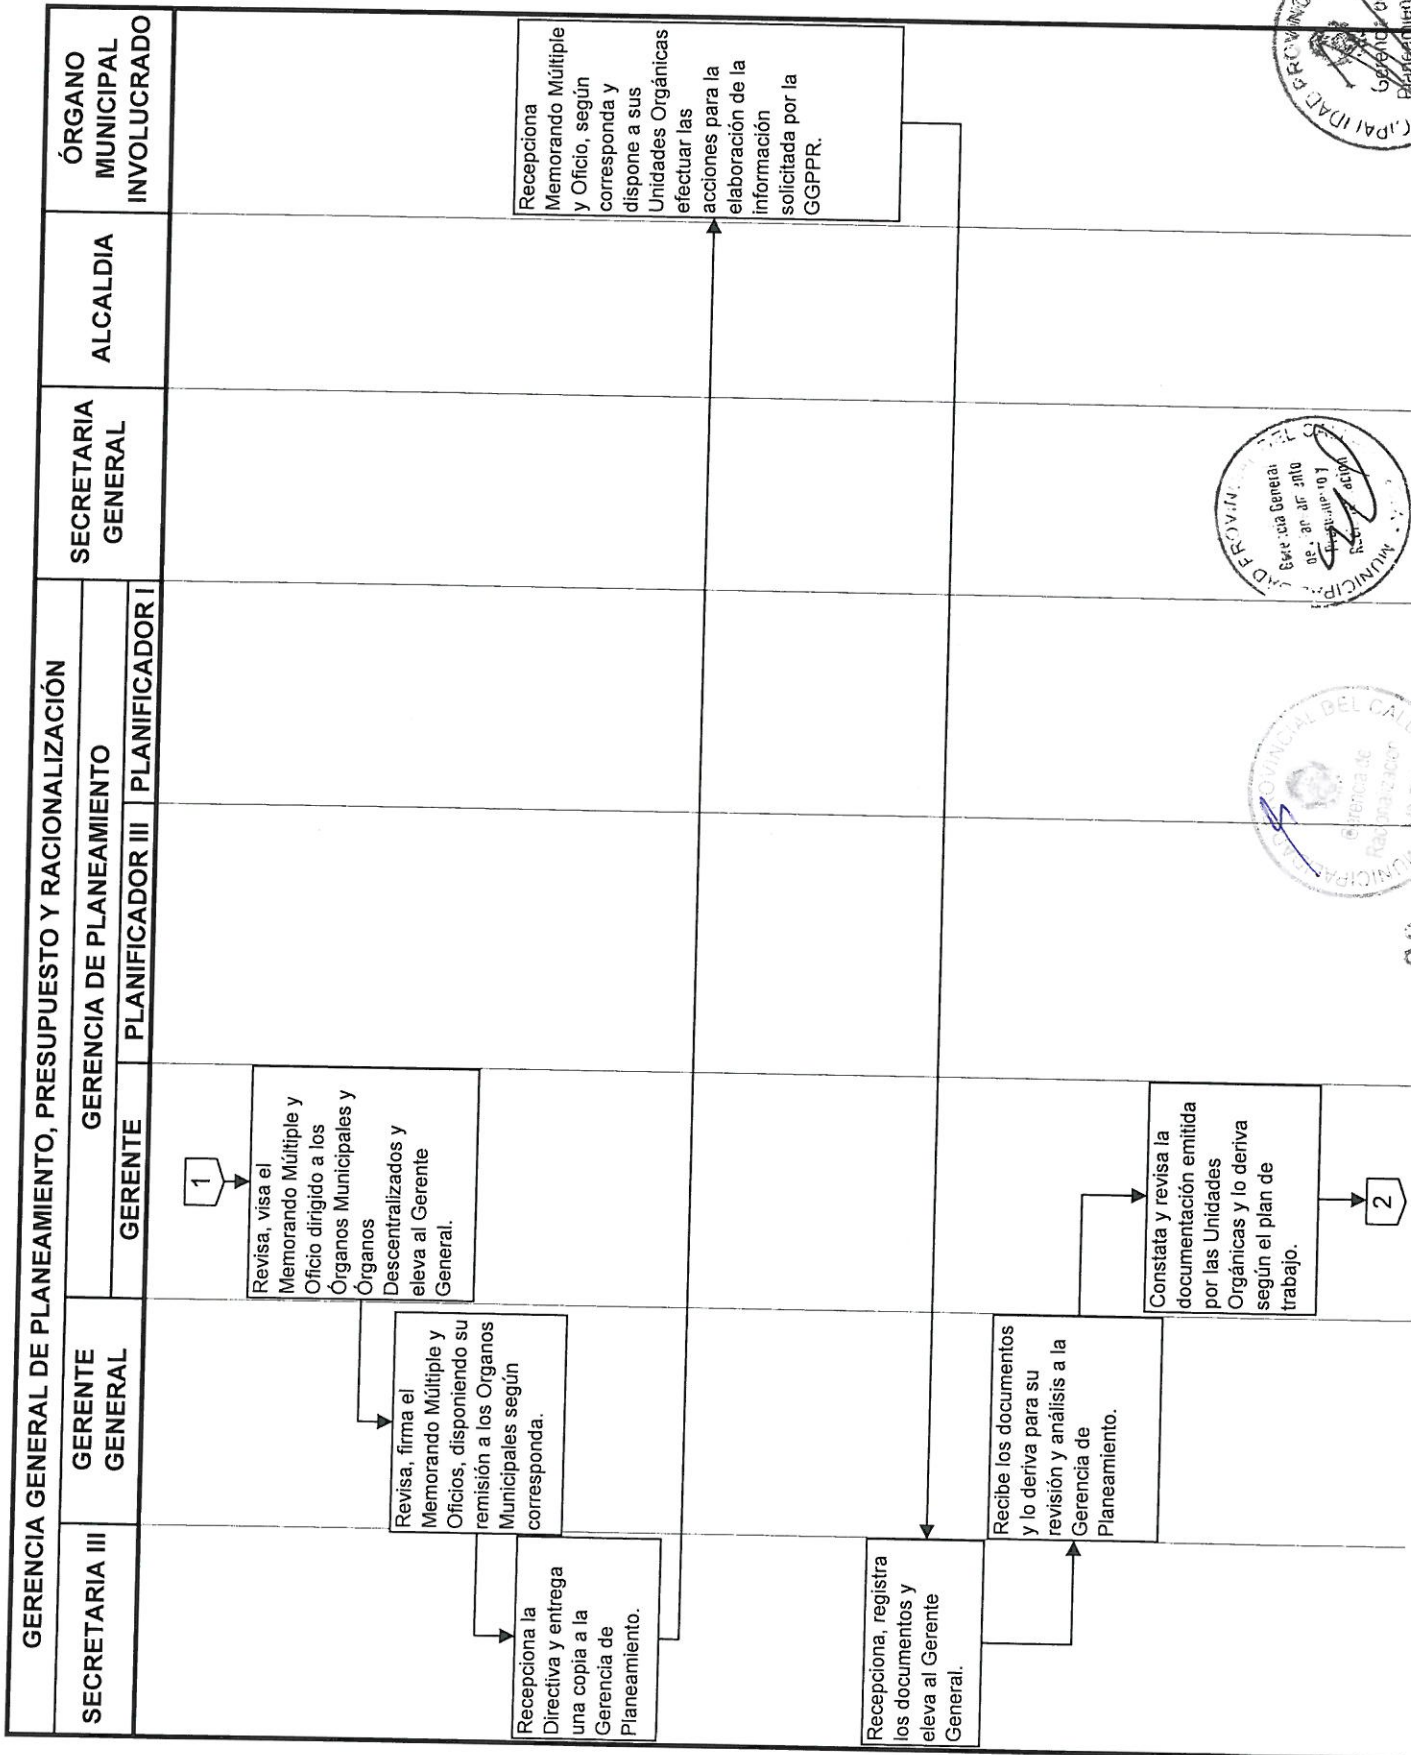 GERENCIA GENERAL DE PLANEAMIENTO, PRESUPUESTO Y RACIONALIZACIÓN
SECRETARIA III
GERENTE
GENERAL
GERENCIA DE PLANEAMIENTO
GERENTE
PLANIFICADOR III
PLANIFICADOR I
SECRETARIA
GENERAL
ALCALDIA
ÓRGANO
MUNICIPAL
INVOLUCRADO
1
Revisa, visa el
Memorando Múltiple y
Oficio dirigido a los
Órganos Municipales y
Órganos
Descentralizados y
eleva al Gerente
General.
Revisa, firma el
Memorando Múltiple y
Oficios, disponiendo su
remisión a los Organos
Municipales según
corresponda.
Recepciona la
Directiva y entrega
una copia a la
Gerencia de
Planeamiento.
Recepciona
Memorando Múltiple
y Oficio, según
corresponda y
dispone a sus
Unidades Orgánicas
efectuar las
acciones para la
elaboración de la
información
solicitada por la
GGPPR.
Recepciona, registra
los documentos y
eleva al Gerente
General.
Recibe los documentos
y lo deriva para su
revisión y análisis a la
Gerencia de
Planeamiento.
Constata y revisa la
documentación emitida
por las Unidades
Orgánicas y lo deriva
según el plan de
trabajo.
2
Gerencia de
Racionalización
General